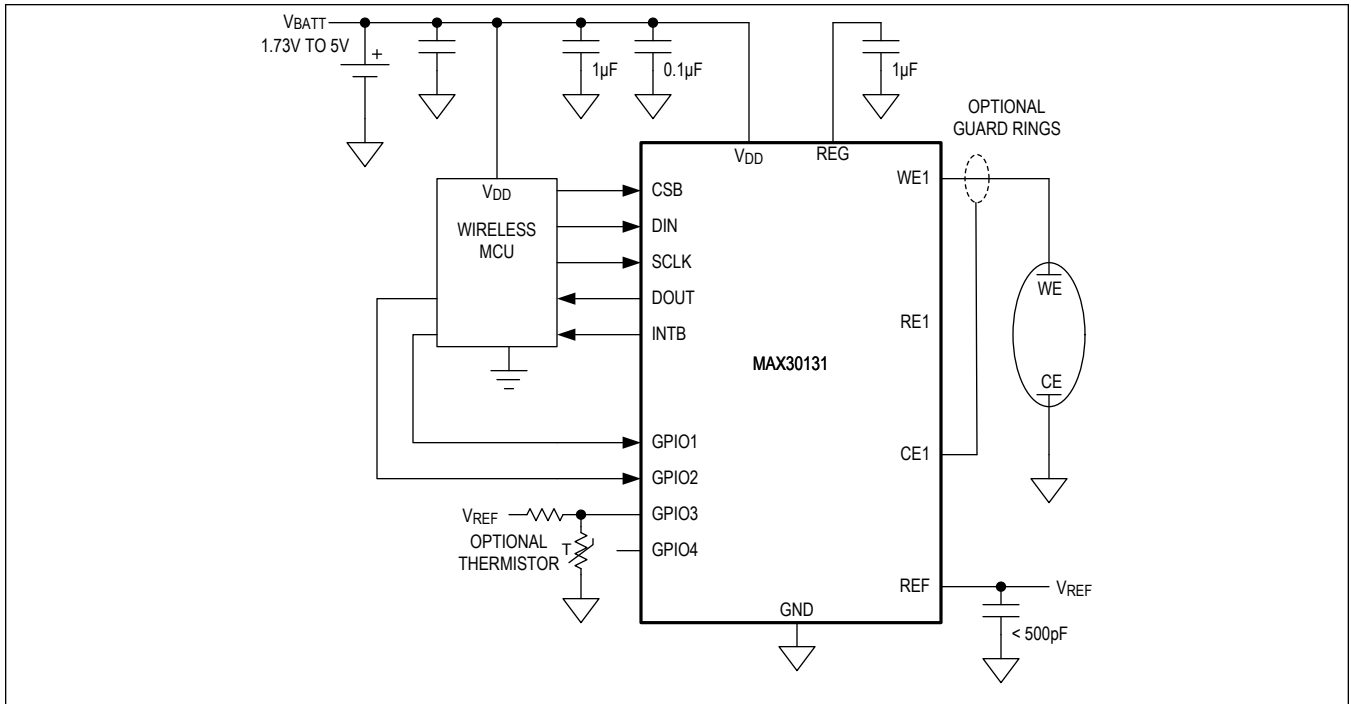 VBATT
1.73V TO 5V
+
1µF
0.1µF
1µF
OPTIONAL
GUARD RINGS
VDD
REG
WE1
VDD
WIRELESS
MCU
CSB
DIN
SCLK
DOUT
INTB
WE
RE1
MAX30131
CE
GPIO1
CE1
GPIO2
VREF
GPIO3
OPTIONAL
THERMISTOR
T
GPIO4
REF
VREF
GND
< 500pF